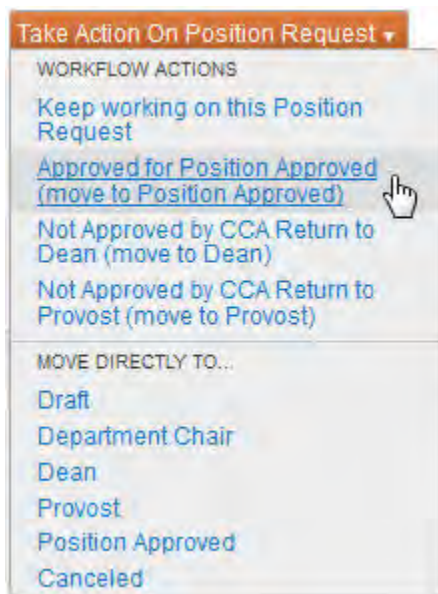 Take Action On Position Request ▾
WORKFLOW ACTIONS
Keep working on this Position
Request
Approved for Position Approved
(move to Position Approved)
Not Approved by CCA Return to
Dean (move to Dean)
Not Approved by CCA Return to
Provost (move to Provost)
MOVE DIRECTLY TO...
Draft
Department Chair
Dean
Provost
Position Approved
Canceled